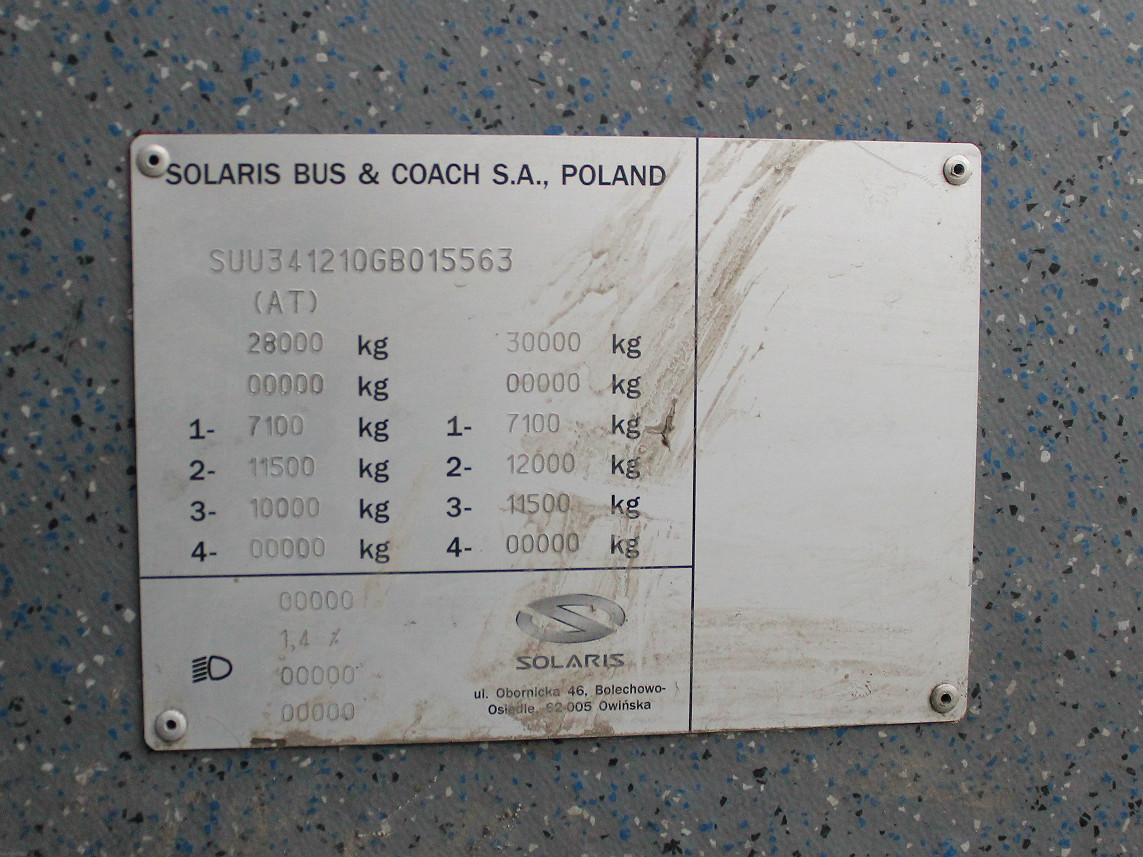 SOLARIS BUS & COACH S.A., POLAND
SUU341210GB015563
(AT)
28000 kg 30000 kg
00000 kg 00000 kg
1- 7100 kg 1- 7100 kg
2- 11500 kg 2- 12000 kg
3- 10000 kg 3- 11500 kg
4- 00000 kg 4- 00000 kg
00000
1,4 %
00000
00000
SOLARIS
ul. Obornicka 46, Bolechowo-
Osiedle, 62-005 Owińska